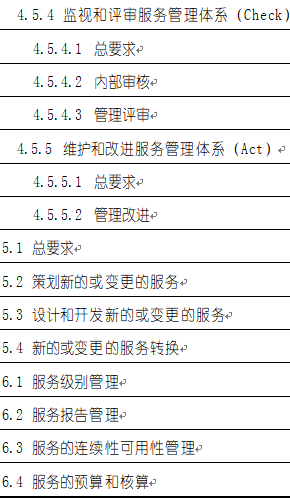 4.5.4 监视和评审服务管理体系 (Check)
4.5.4.1 总要求
4.5.4.2 内部审核
4.5.4.3 管理评审
4.5.5 维护和改进服务管理体系 (Act)
4.5.5.1 总要求
4.5.5.2 管理改进
5.1 总要求
5.2 策划新的或变更的服务
5.3 设计和开发新的或变更的服务
5.4 新的或变更的服务转换
6.1 服务级别管理
6.2 服务报告管理
6.3 服务的连续性可用性管理
6.4 服务的预算和核算